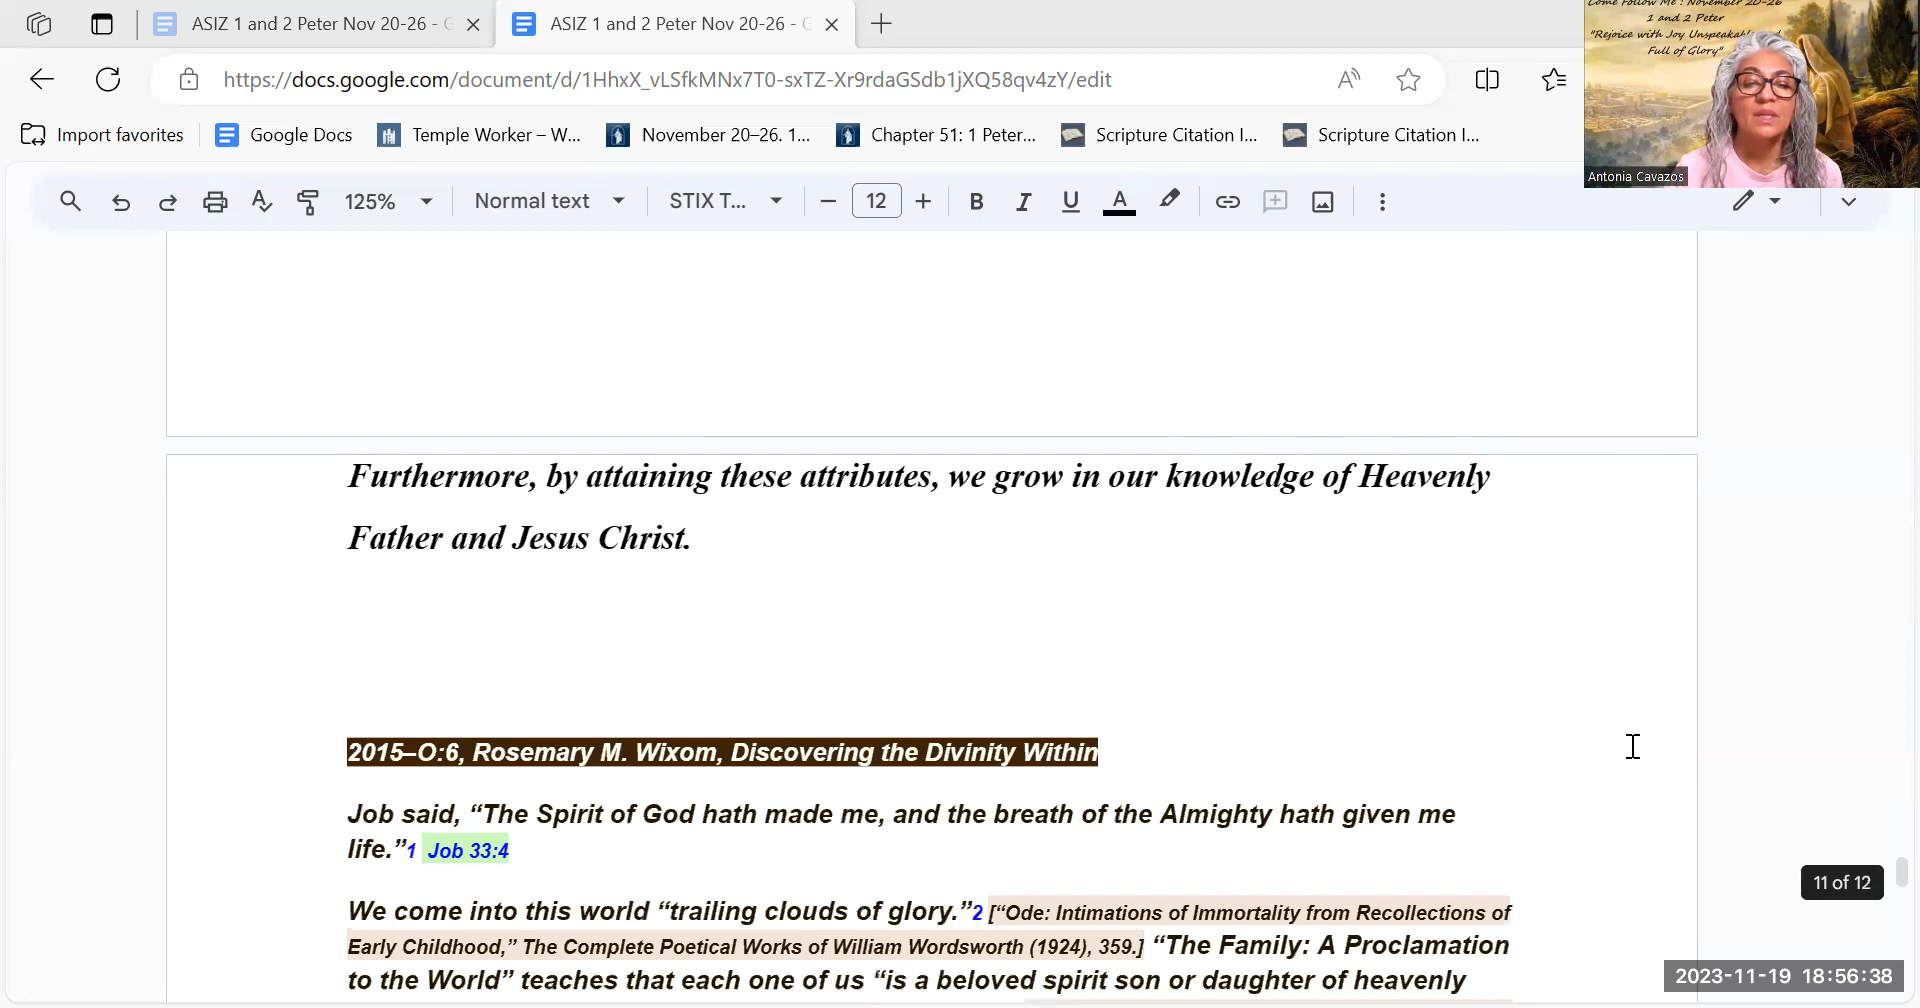 ASIZ 1 and 2 Peter Nov 20-26 - G
ASIZ 1 and 2 Peter Nov 20-26 - G
https://docs.google.com/document/d/1HhxX_vLSfkMNx7T0-sxTZ-Xr9rdaGSdb1jXQ58qv4zY/edit
Come Follow Me : November 20-26
1 and 2 Peter
"Rejoice with Joy
Full of Glory"
Antonia Cavazos
Import favorites
Google Docs
Temple Worker – W...
November 20–26. 1...
Chapter 51: 1 Peter...
Scripture Citation I...
Scripture Citation I...
125%
Normal text
STIX T...
12
B I U A
Furthermore, by attaining these attributes, we grow in our knowledge of Heavenly
Father and Jesus Christ.
2015–O:6, Rosemary M. Wixom, Discovering the Divinity Within
Job said, “The Spirit of God hath made me, and the breath of the Almighty hath given me
life.”1 Job 33:4
We come into this world “trailing clouds of glory.”2 [“Ode: Intimations of Immortality from Recollections of
Early Childhood,” The Complete Poetical Works of William Wordsworth (1924), 359.] “The Family: A Proclamation
to the World” teaches that each one of us “is a beloved spirit son or daughter of heavenly
11 of 12
2023-11-19 18:56:38